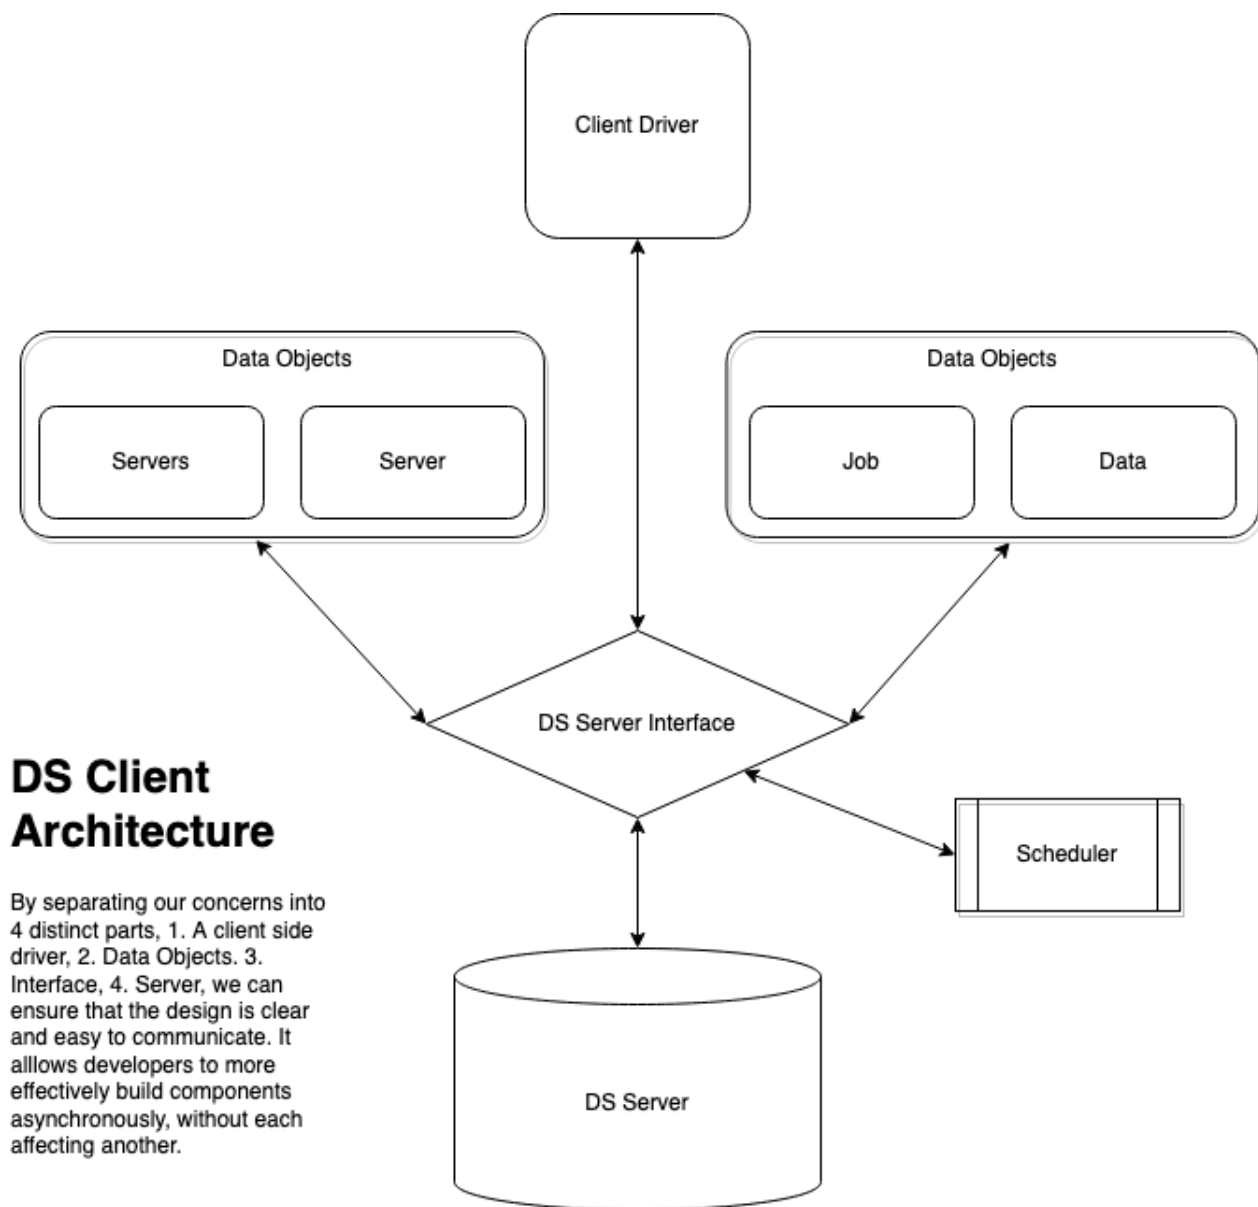 Client Driver
Data Objects
Servers
Server
Data Objects
Job
Data
DS Server Interface
DS Client
Architecture
By separating our concerns into
4 distinct parts, 1. A client side
driver, 2. Data Objects. 3.
Interface, 4. Server, we can
ensure that the design is clear
and easy to communicate. It
alllows developers to more
effectively build components
asynchronously, without each
affecting another.
Scheduler
DS Server